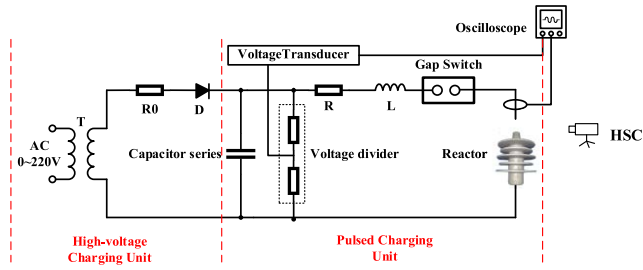 Oscilloscope
VoltageTransducer
Gap Switch
T
R0
D
R
L
HSC
AC
0~220V
Capacitor series
Voltage divider
Reactor
High-voltage
Charging Unit
Pulsed Charging
Unit